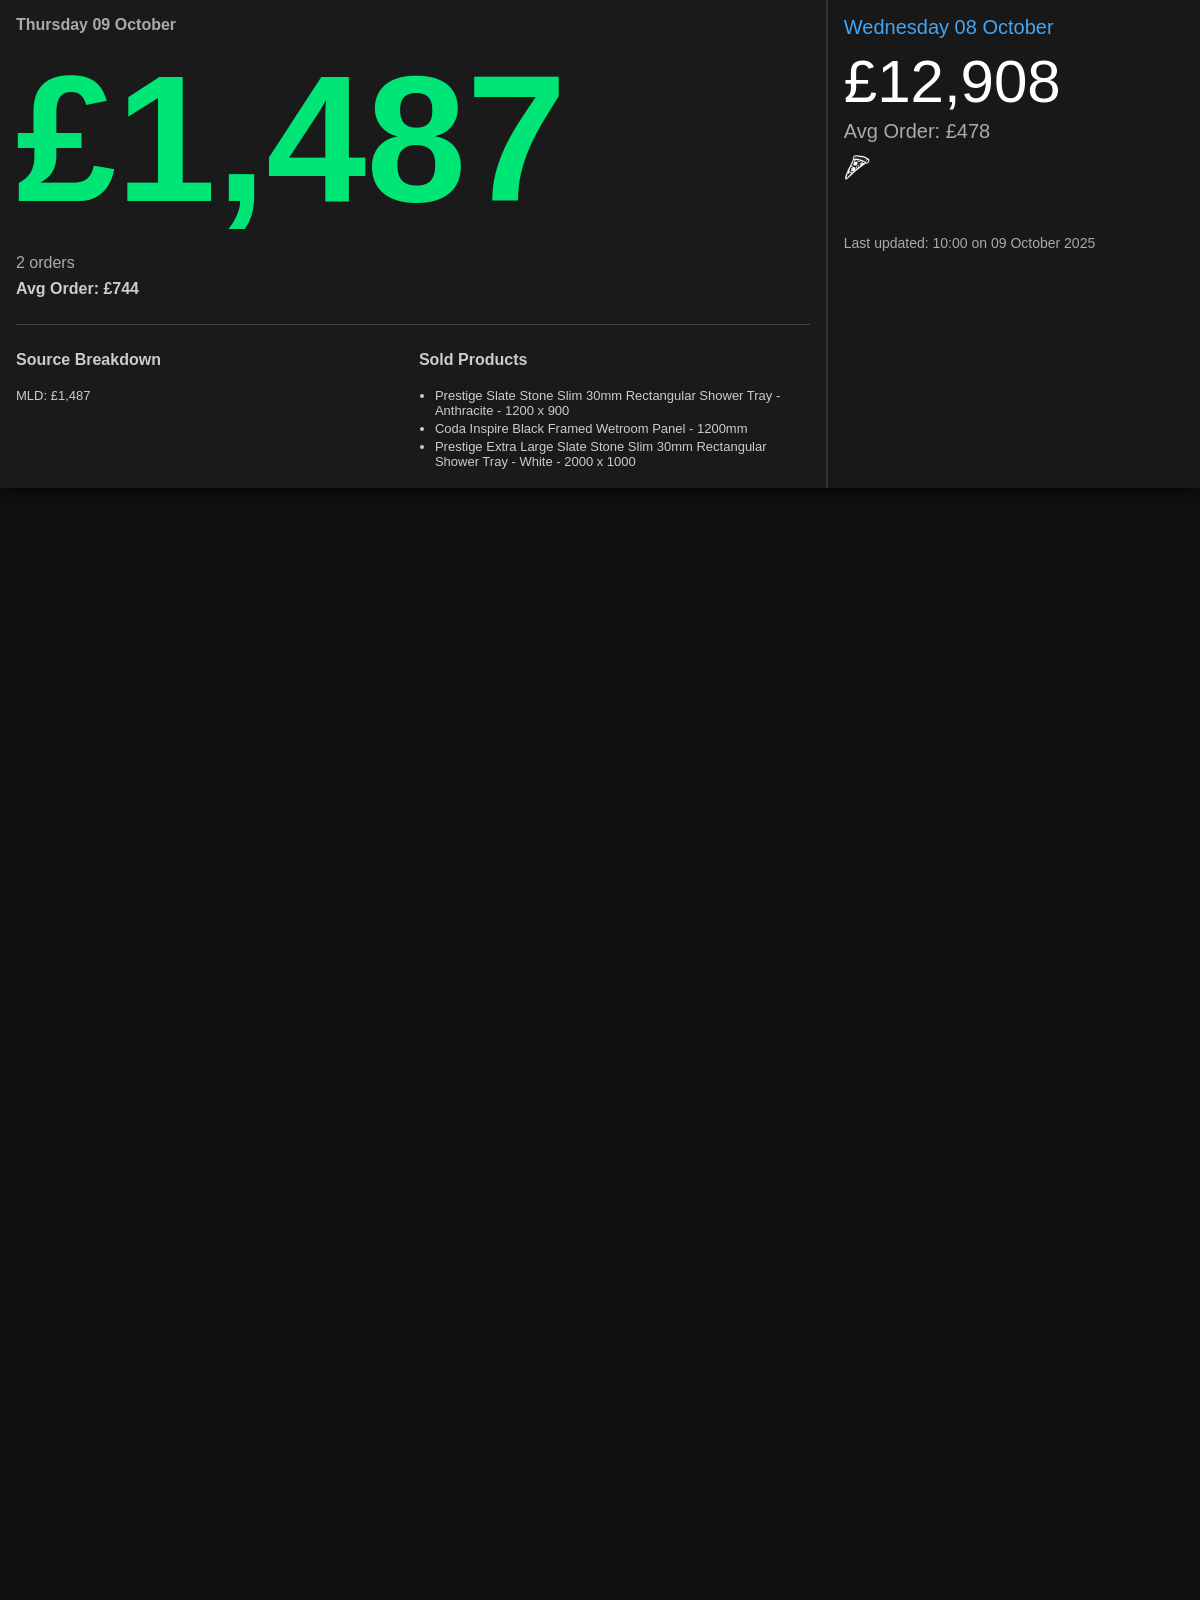 Thursday 09 October
£1,487
2 orders
Avg Order: £744
Source Breakdown
MLD: £1,487
Sold Products
Prestige Slate Stone Slim 30mm Rectangular Shower Tray -
Anthracite - 1200 x 900
Coda Inspire Black Framed Wetroom Panel - 1200mm
Prestige Extra Large Slate Stone Slim 30mm Rectangular
Shower Tray - White - 2000 x 1000
Wednesday 08 October
£12,908
Avg Order: £478
Last updated: 10:00 on 09 October 2025